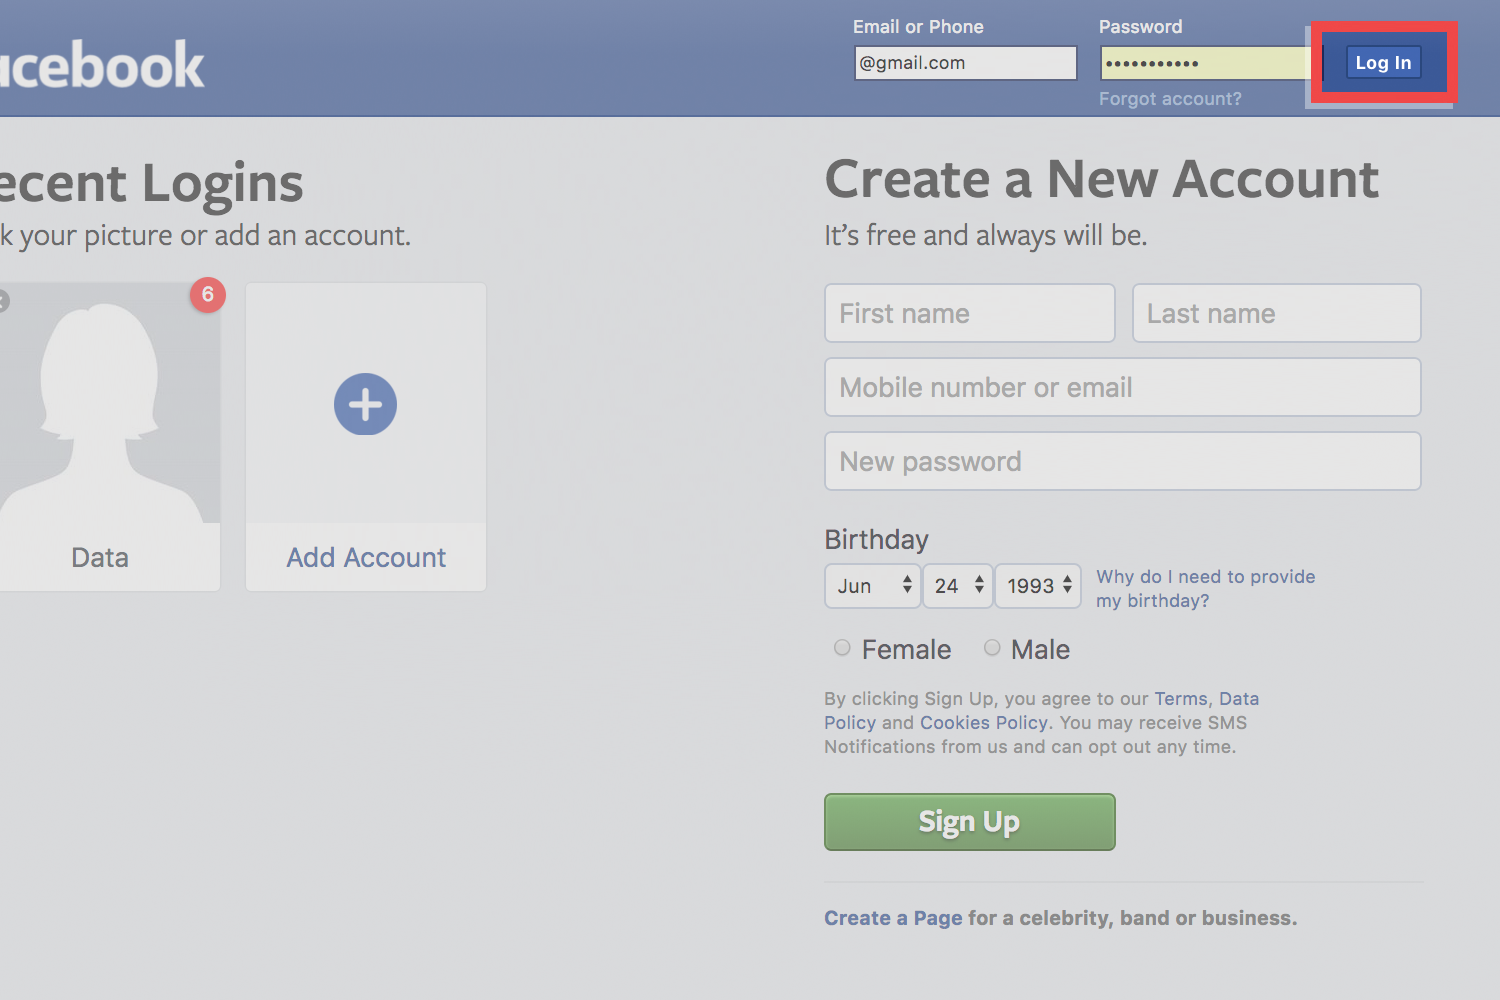 Email or Phone
Password
acebook
@gmail.com
•••••••••••
Log In
Forgot account?
ecent Logins
k your picture or add an account.
6
Data
Add Account
Create a New Account
It's free and always will be.
First name
Last name
Mobile number or email
New password
Birthday
Jun
24
1993
Why do I need to provide
my birthday?
Female
Male
By clicking Sign Up, you agree to our Terms, Data
Policy and Cookies Policy. You may receive SMS
Notifications from us and can opt out any time.
Sign Up
Create a Page for a celebrity, band or business.